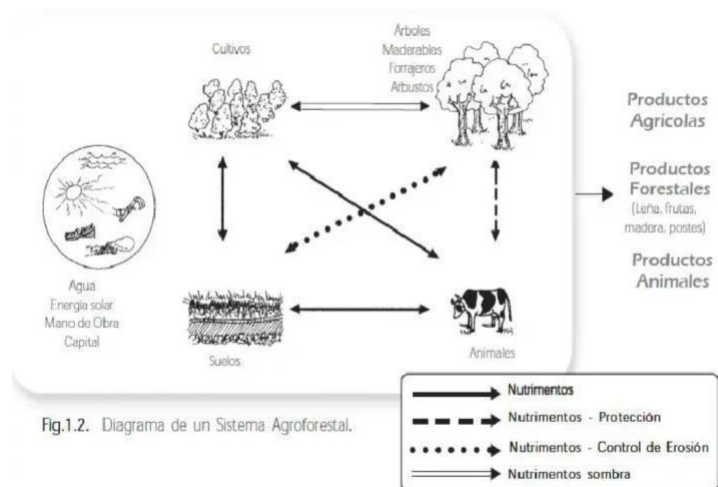 Cultivos
Árboles
Maderables
Forrajeros
Arbustos
Agua
Energía solar
Mano de Obra
Capital
Suelos
Animales
Productos
Agrícolas
Productos
Forestales
(Leña, frutas,
madera, postes)
Productos
Animales
Nutrimentos
Nutrimentos - Protección
Nutrimentos - Control de Erosión
Nutrimentos sombra
Fig.1.2. Diagrama de un Sistema Agroforestal.